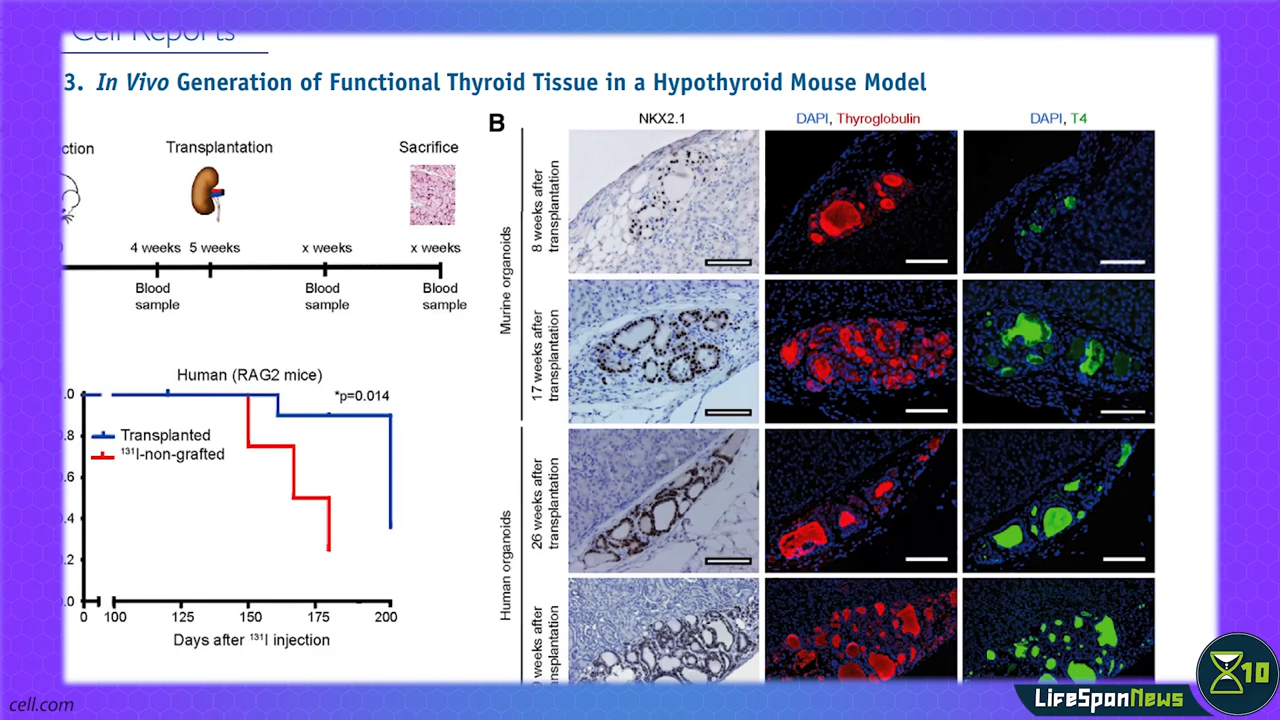 Cell Reports
3. In Vivo Generation of Functional Thyroid Tissue in a Hypothyroid Mouse Model
ction
Transplantation
Sacrifice
4 weeks
5 weeks
x weeks
x weeks
Blood
sample
Blood
sample
Blood
sample
Human (RAG2 mice)
*p=0.014
Transplanted
¹³¹I-non-grafted
.0
.8
.6
.4
.2
.0
0
100
125
150
175
200
Days after ¹³¹I injection
B
NKX2.1
DAPI, Thyroglobulin
DAPI, T4
Murine organoids
8 weeks after
transplantation
17 weeks after
transplantation
Human organoids
26 weeks after
transplantation
weeks after
ansplantation
10
LifeSpanNews
cell.com